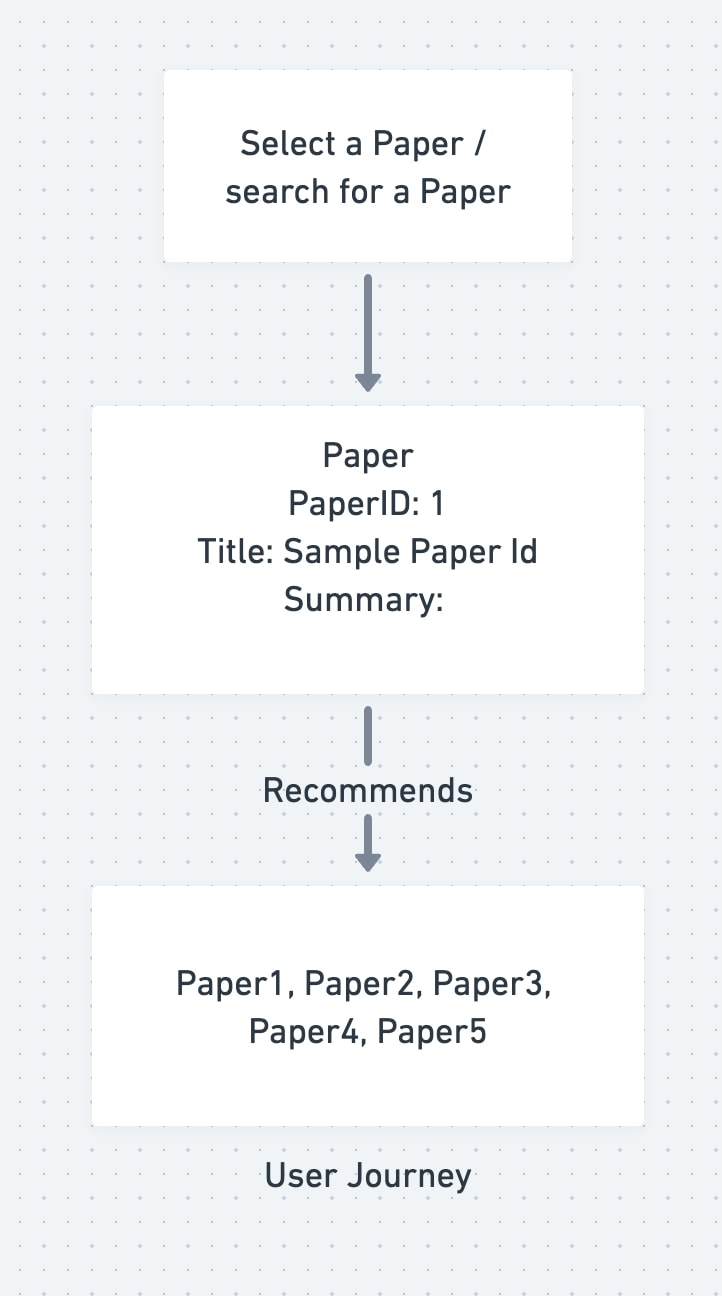 Select a Paper /
search for a Paper
Paper
PaperID: 1
Title: Sample Paper Id
Summary:
Recommends
Paper1, Paper2, Paper3,
Paper4, Paper5
User Journey